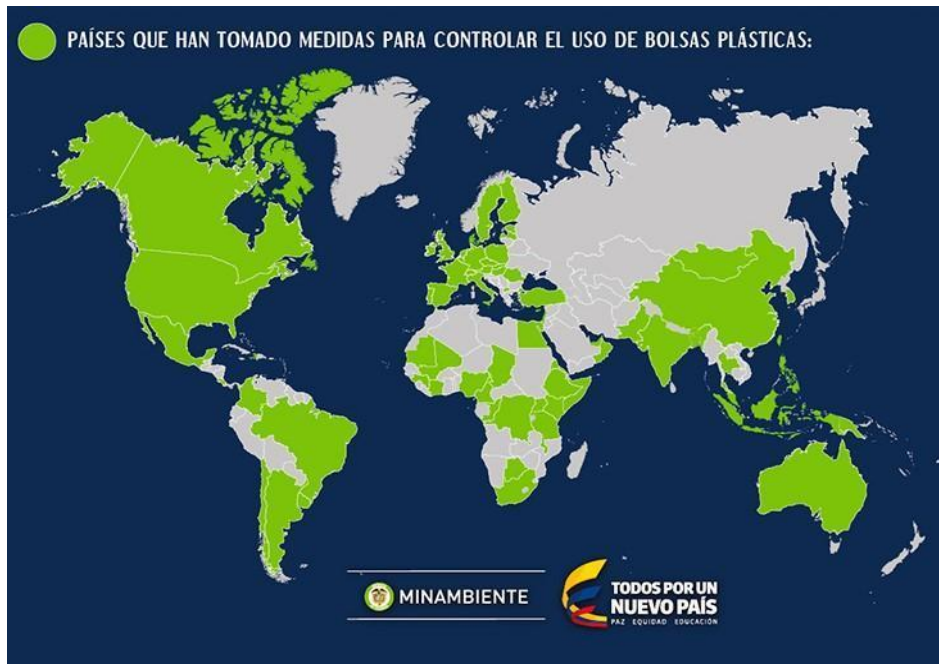 PAÍSES QUE HAN TOMADO MEDIDAS PARA CONTROLAR EL USO DE BOLSAS PLÁSTICAS:
MINAMBIENTE
TODOS POR UN
NUEVO PAÍS
PAZ EQUIDAD EDUCACIÓN